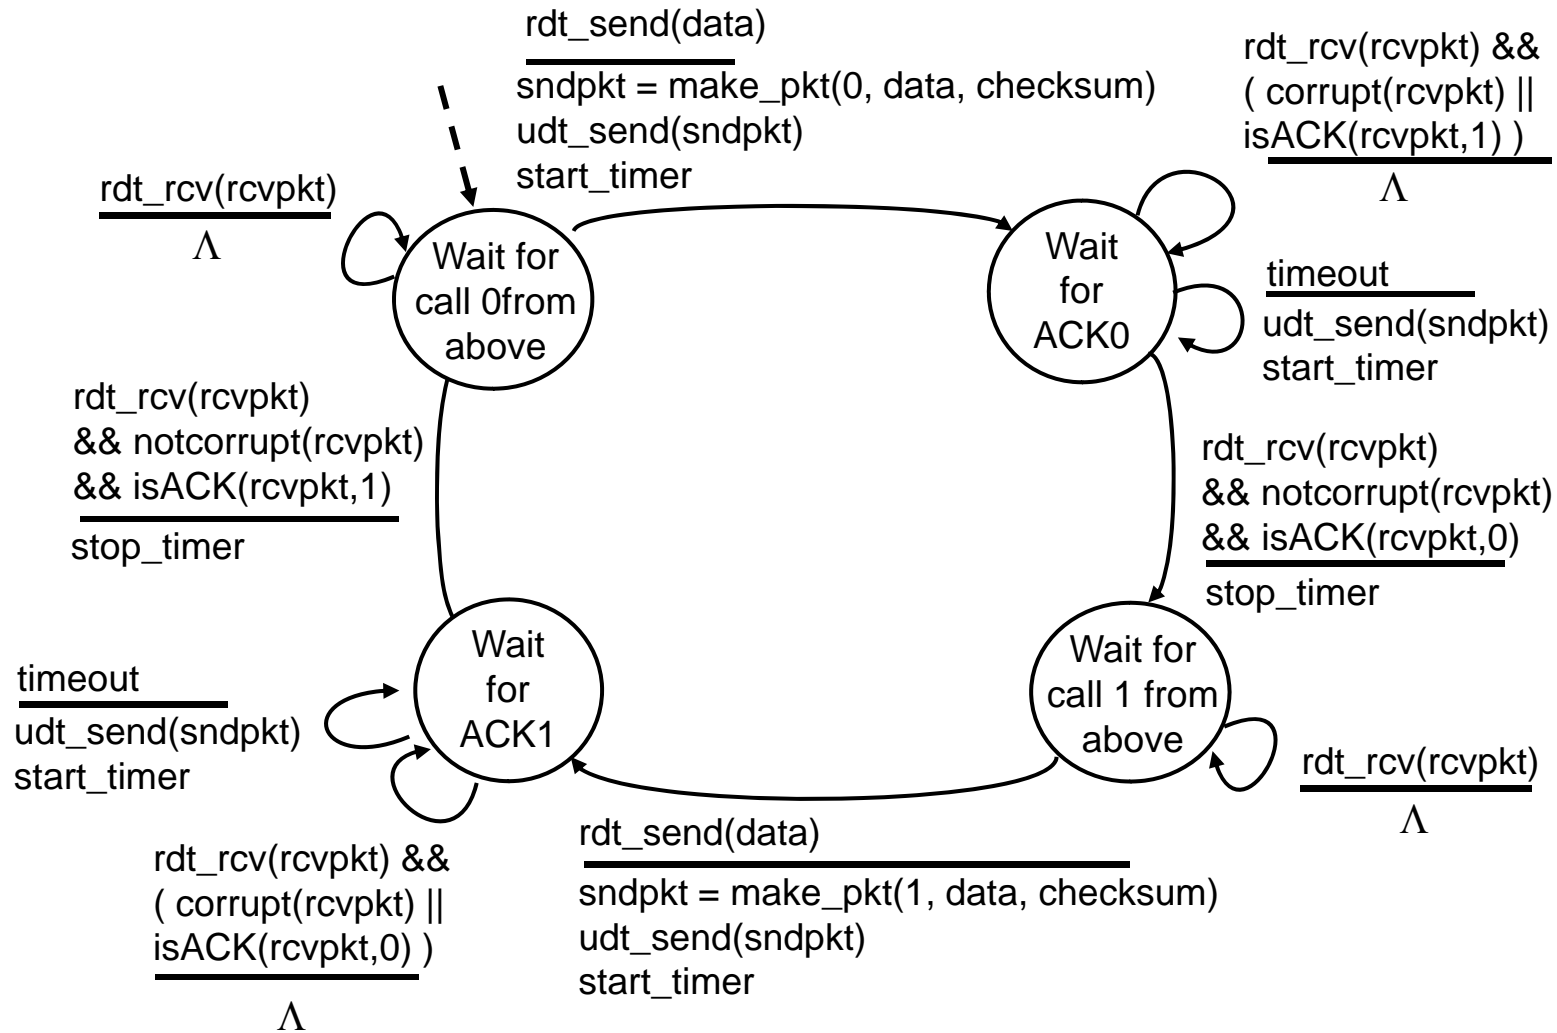 rdt_send(data)
sndpkt = make_pkt(0, data, checksum)
udt_send(sndpkt)
start_timer
rdt_rcv(rcvpkt) &&
( corrupt(rcvpkt) ||
isACK(rcvpkt,1) )
Λ
rdt_rcv(rcvpkt)
Λ
Wait for
call 0from
above
Wait
for
ACK0
timeout
udt_send(sndpkt)
start_timer
rdt_rcv(rcvpkt)
&& notcorrupt(rcvpkt)
&& isACK(rcvpkt,1)
stop_timer
rdt_rcv(rcvpkt)
&& notcorrupt(rcvpkt)
&& isACK(rcvpkt,0)
stop_timer
Wait
for
ACK1
Wait for
call 1 from
above
timeout
udt_send(sndpkt)
start_timer
rdt_rcv(rcvpkt)
Λ
rdt_rcv(rcvpkt) &&
( corrupt(rcvpkt) ||
isACK(rcvpkt,0) )
Λ
rdt_send(data)
sndpkt = make_pkt(1, data, checksum)
udt_send(sndpkt)
start_timer